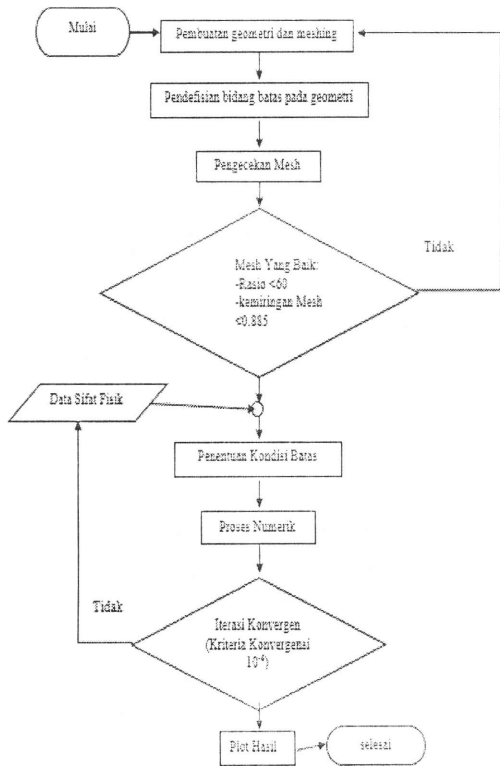 Mulai
Pembuatan geometri dan meshing
Pendefisian bidang batas pada geometri
Pengecekan Mesh
Mesh Yang Baik:
-Rasio <60
-kemiringan Mesh
<0.885
Tidak
Data Sifat Fisik
Penentuan Kondisi Batas
Proses Numerik
Tidak
Iterasi Konvergen
(Kriteria Konvergensi
10⁻⁶)
Plot Hasil
selesai